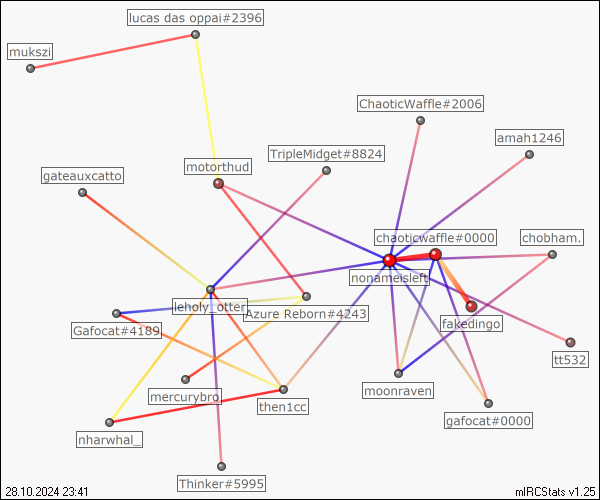 lucas das oppai#2396
mukszi
ChaoticWaffle#2006
amah1246
TripleMidget#8824
motorthud
gateauxcatto
chaoticwaffle#0000
chobham.
nonameisleft
leholy_otter
Azure Reborn#4243
fakedingo
Gafocat#4189
tt532
moonraven
mercurybro
then1cc
gafocat#0000
nharwhal_
Thinker#5995
28.10.2024 23:41
mIRCStats v1.25